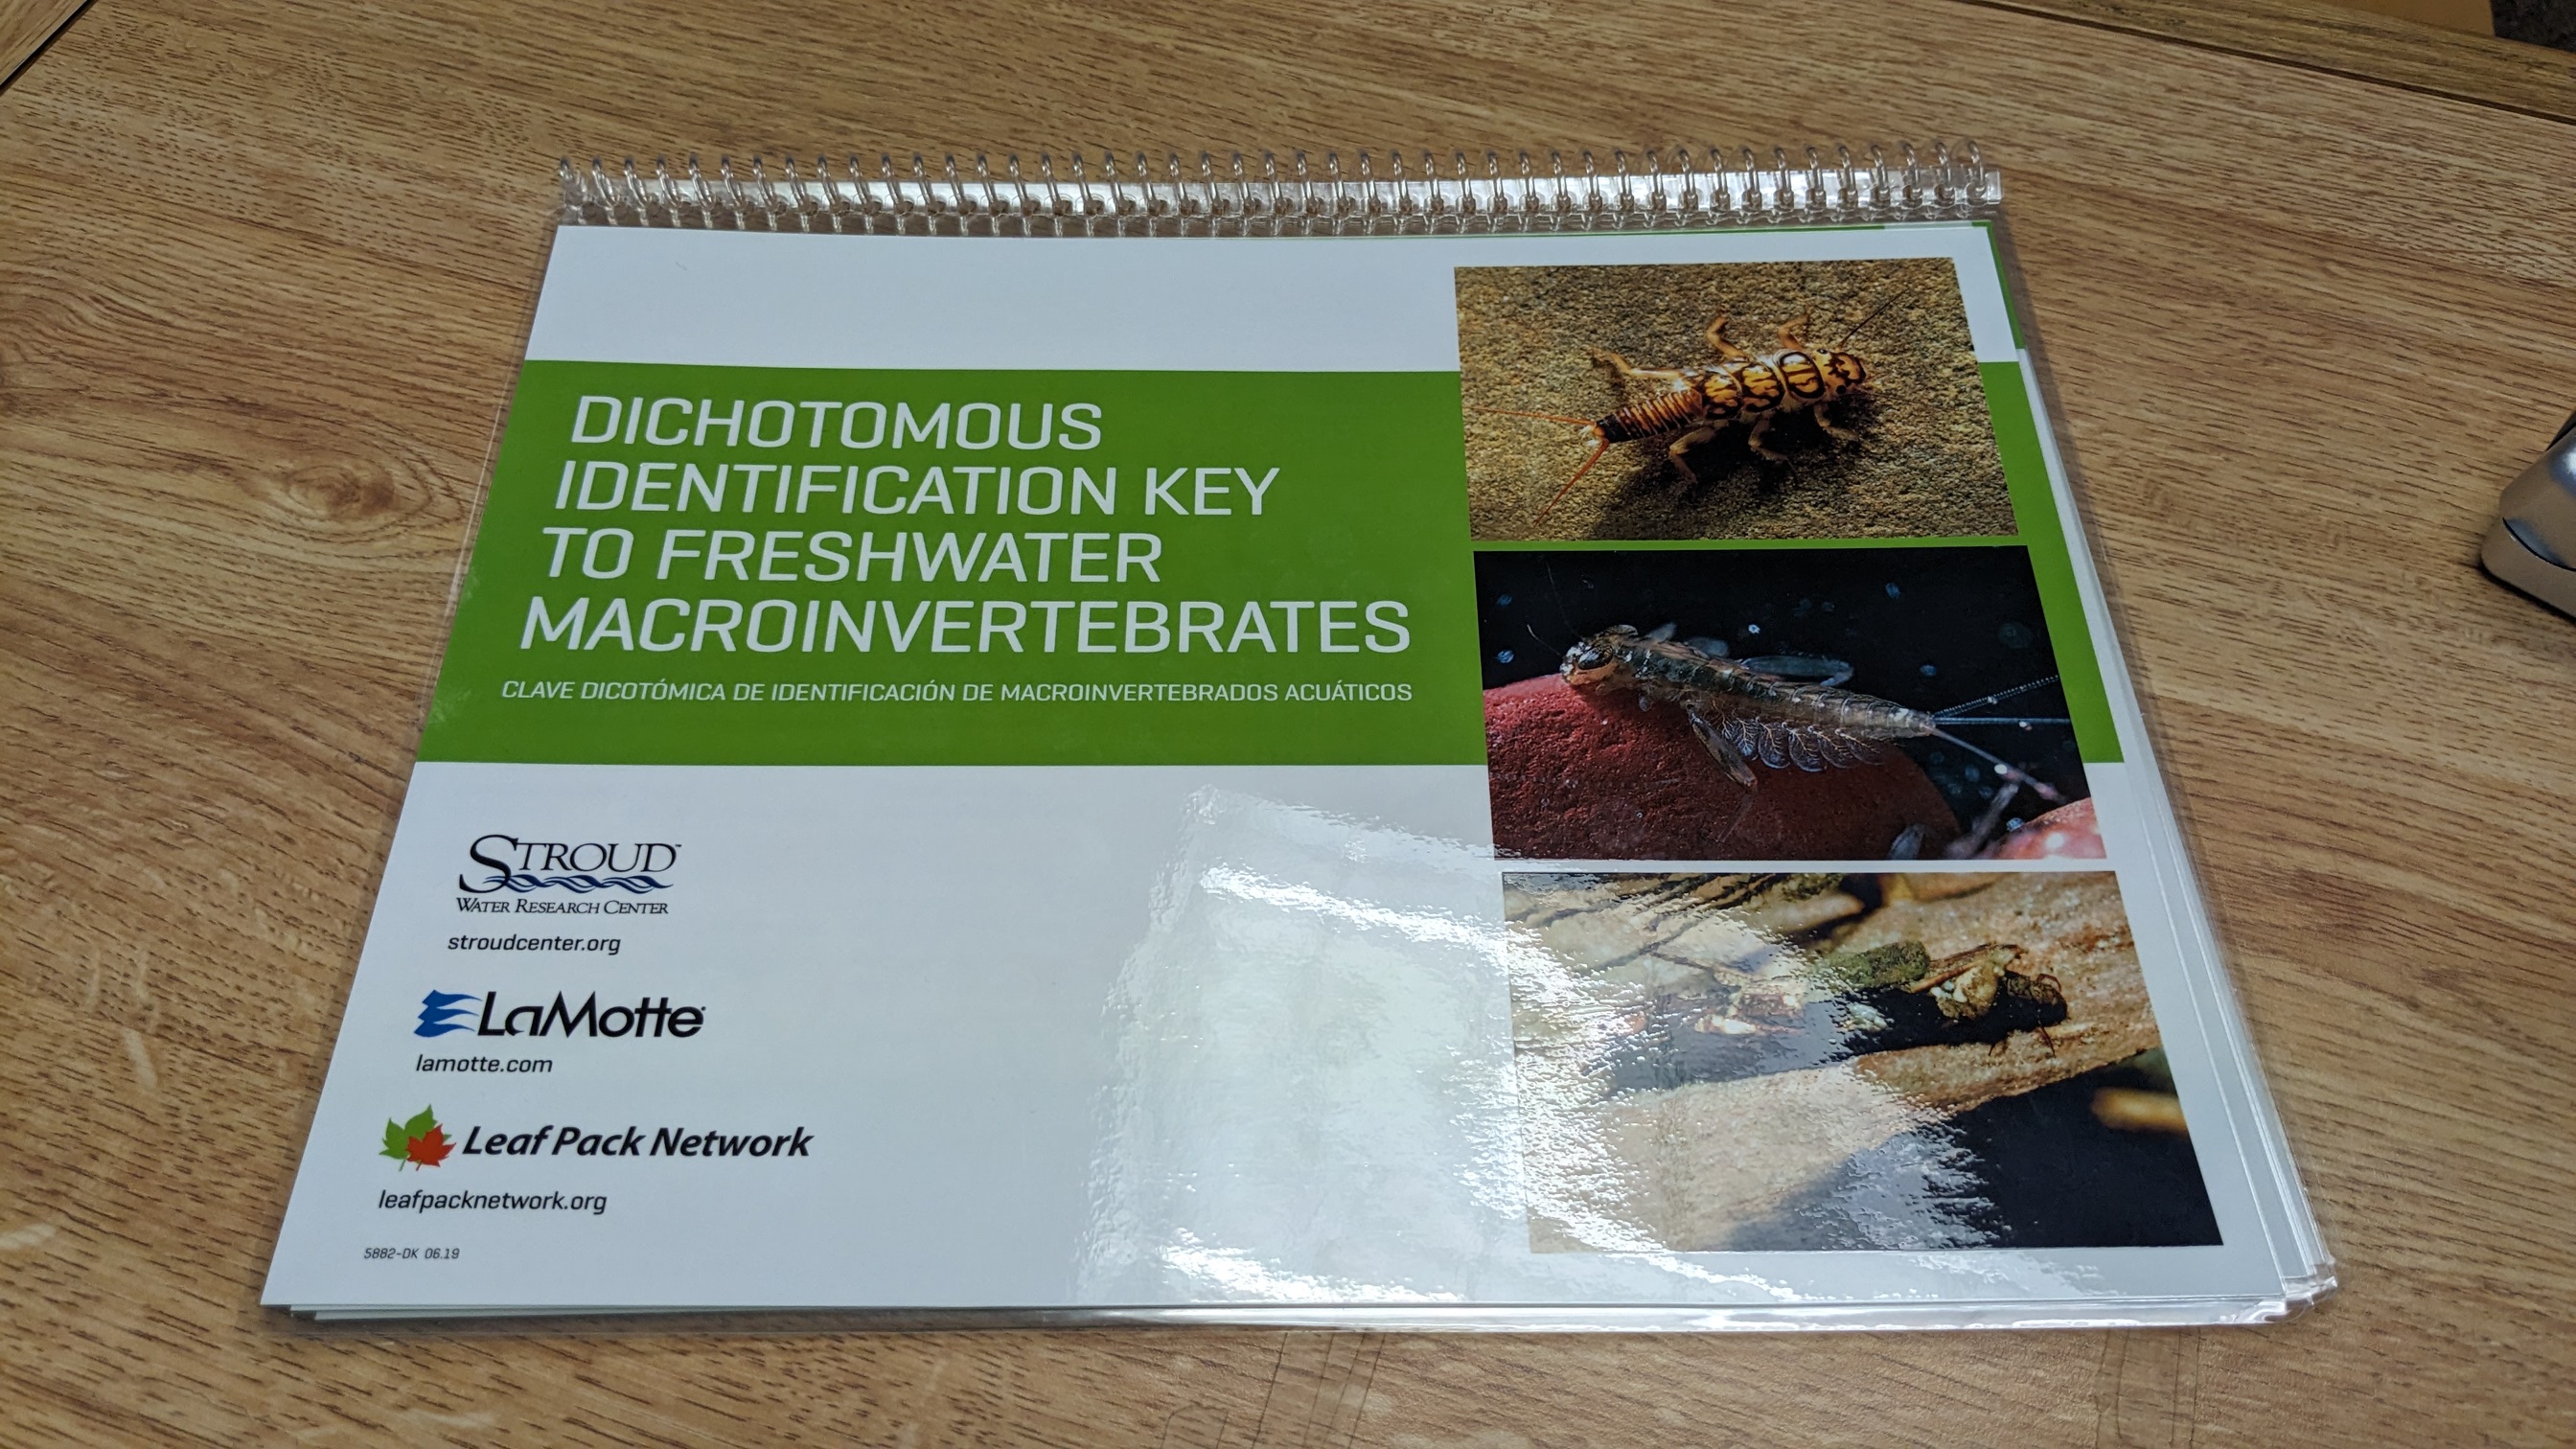 DICHOTOMOUS
IDENTIFICATION KEY
TO FRESHWATER
MACROINVERTEBRATES
CLAVE DICOTÓMICA DE IDENTIFICACIÓN DE MACROINVERTEBRADOS ACUÁTICOS
STROUD™
WATER RESEARCH CENTER
stroudcenter.org
LaMotte®
lamotte.com
Leaf Pack Network
leafpacknetwork.org
5882-DK 06.19